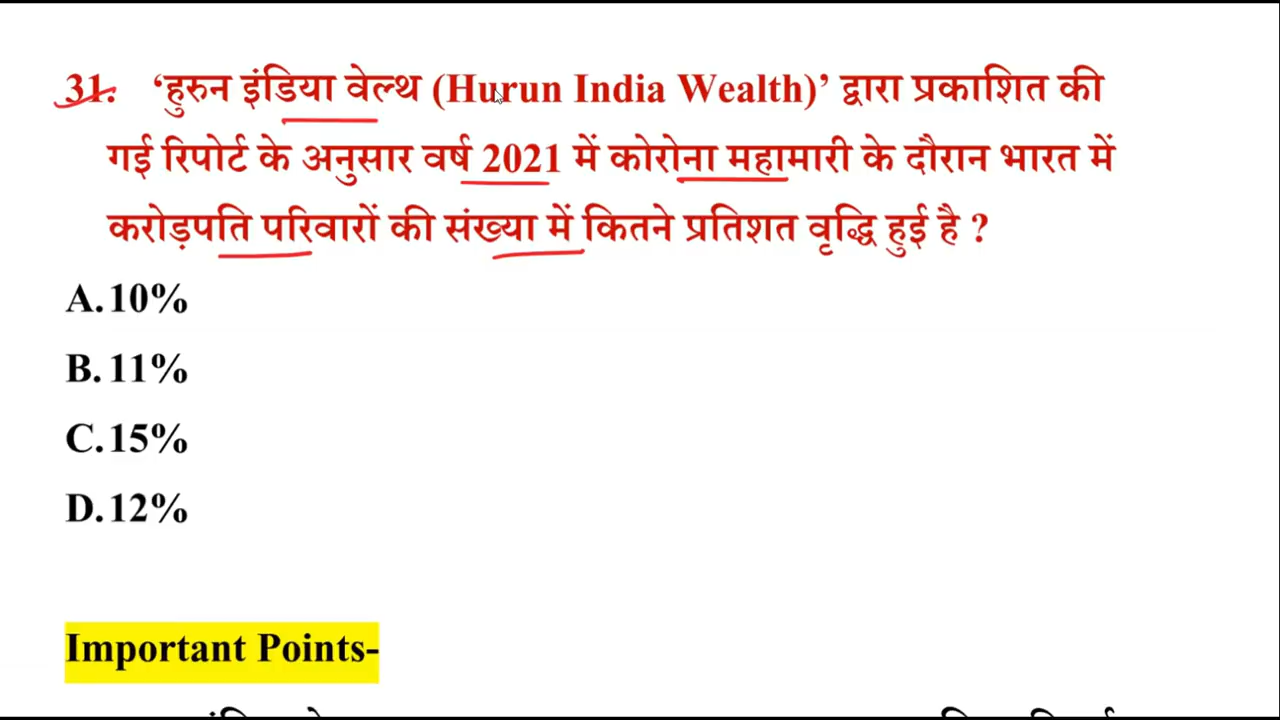 31. ‘हुरुन इंडिया वेल्थ (Hurun India Wealth)’ द्वारा प्रकाशित की
गई रिपोर्ट के अनुसार वर्ष 2021 में कोरोना महामारी के दौरान भारत में
करोड़पति परिवारों की संख्या में कितने प्रतिशत वृद्धि हुई है ?
A. 10%
B. 11%
C. 15%
D. 12%
Important Points-